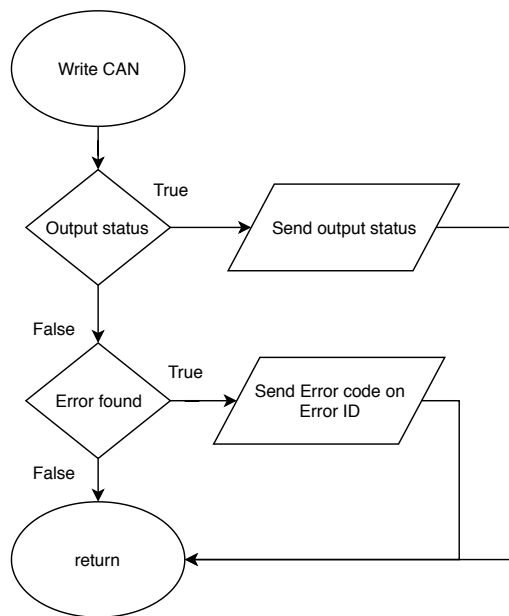 Write CAN
True
Output status
Send output status
False
True
Error found
Send Error code on
Error ID
False
return